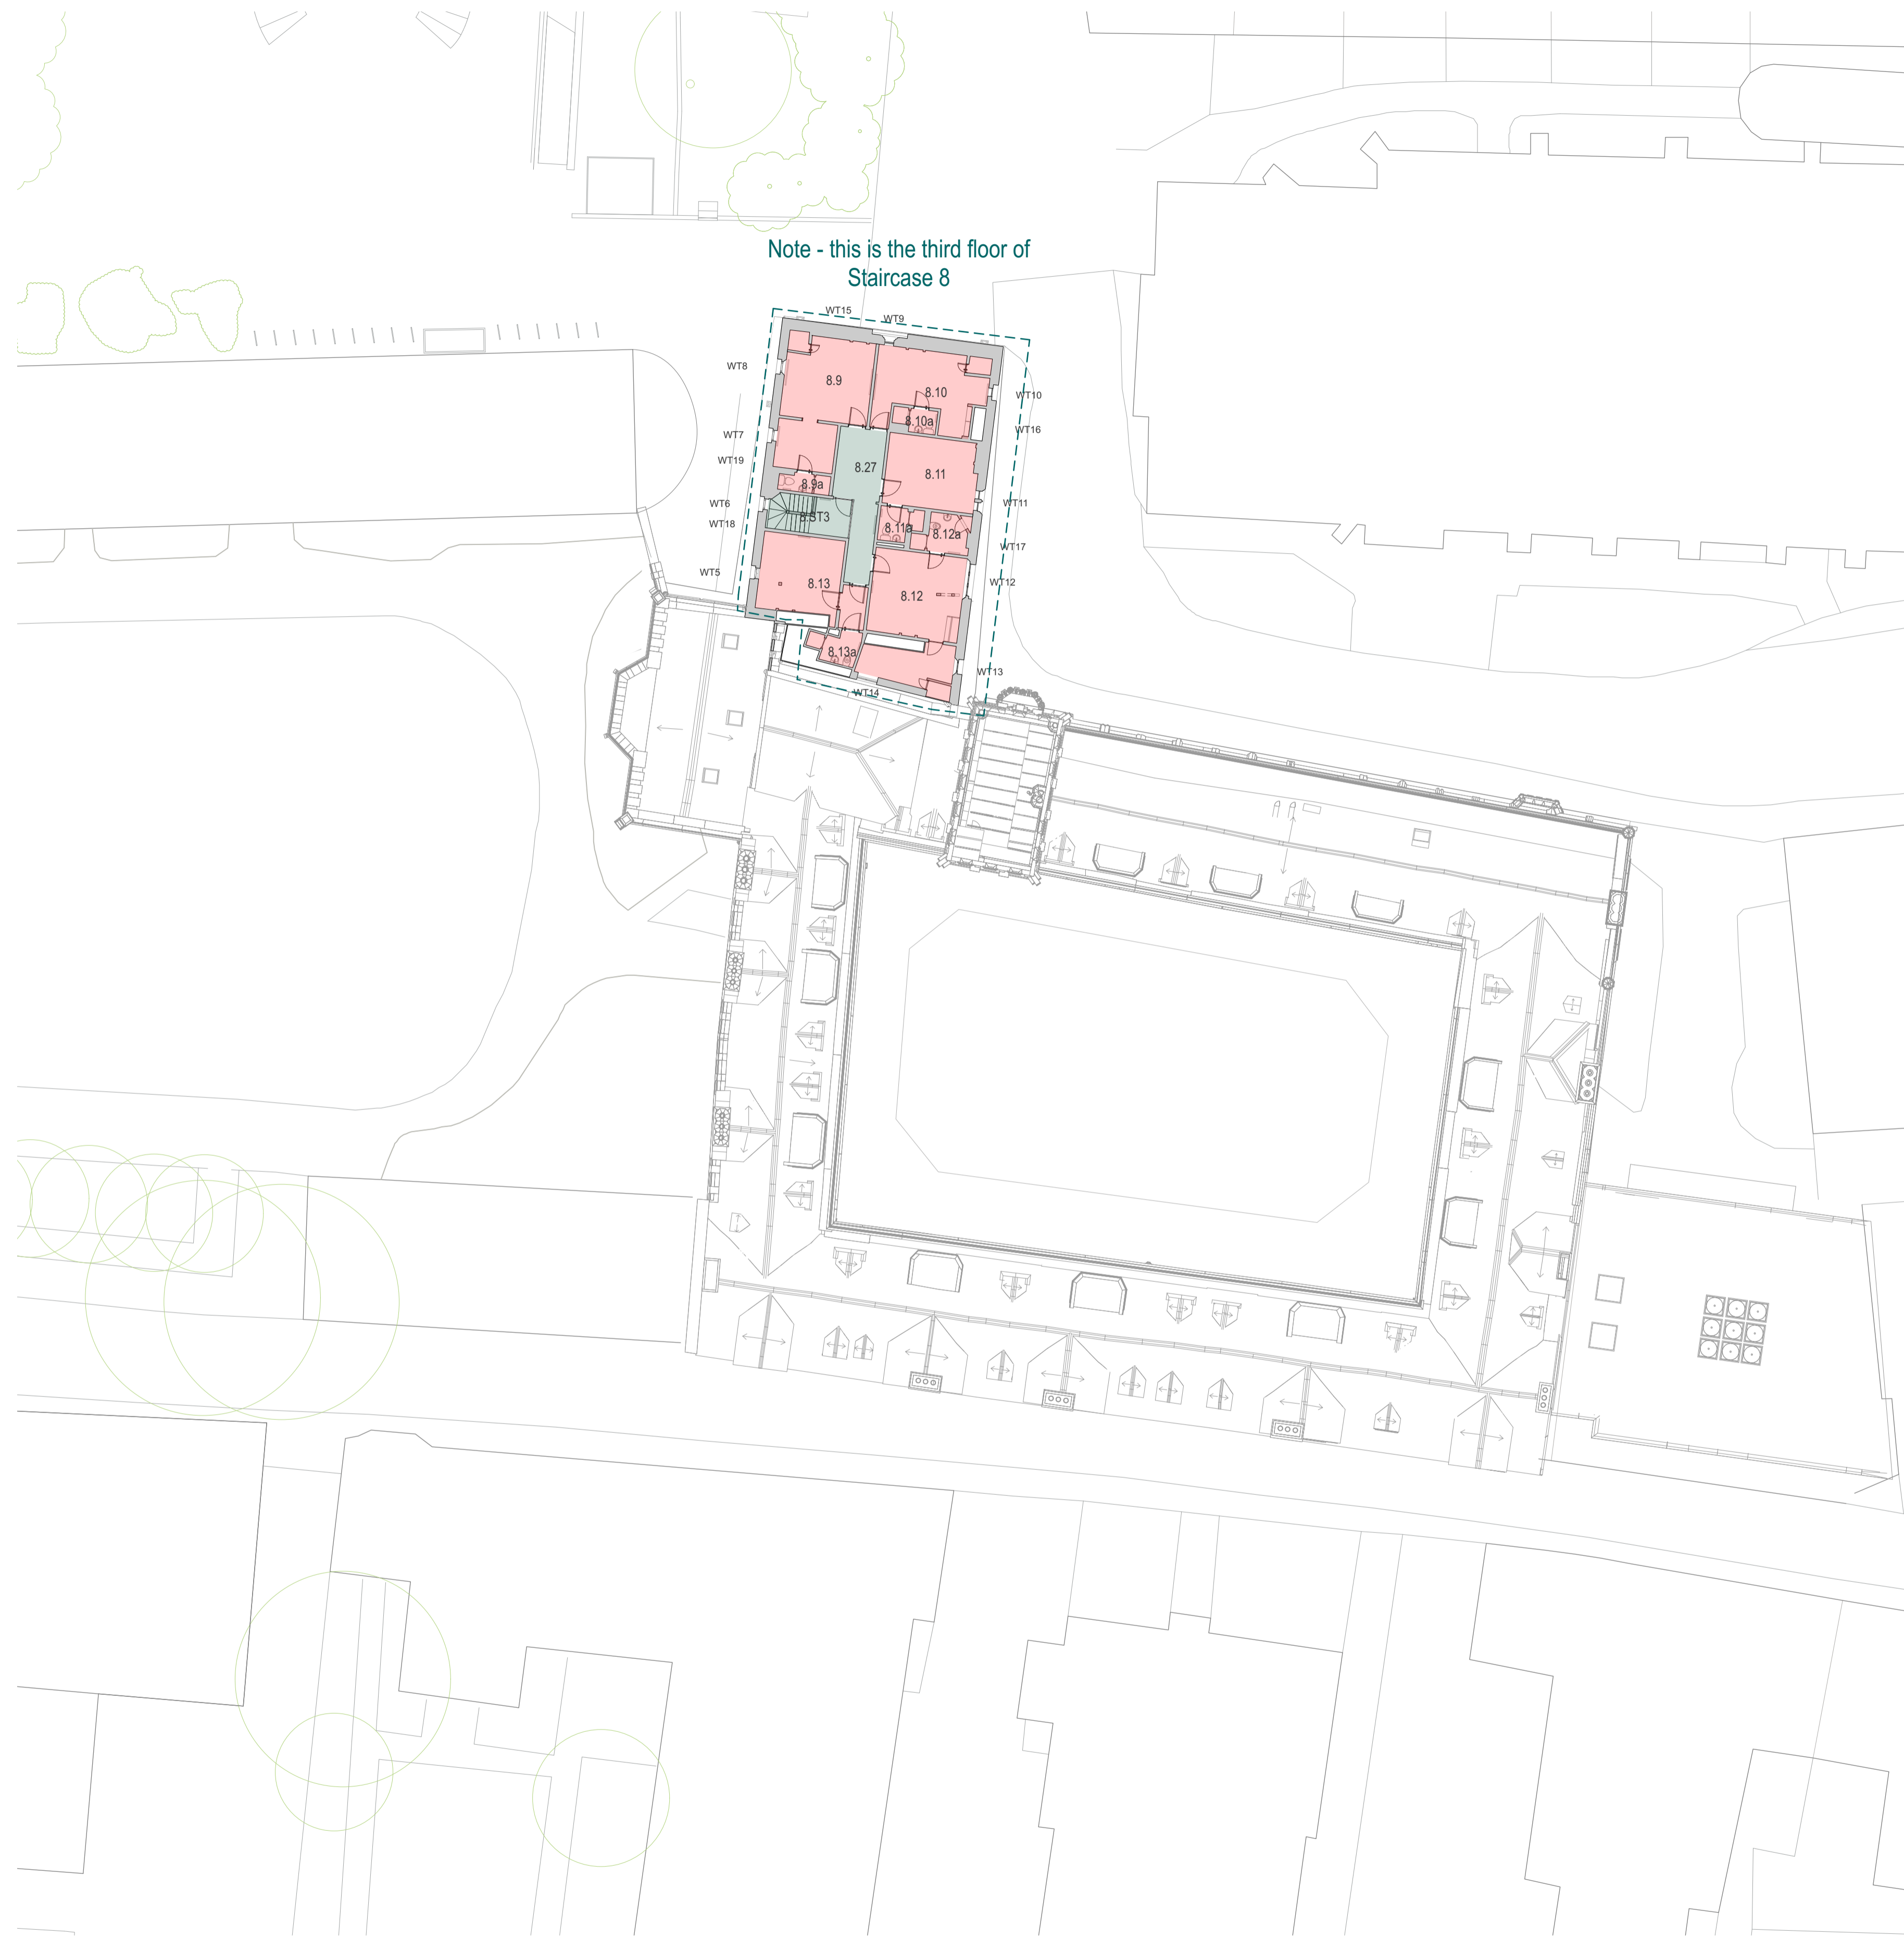 Note - this is the third floor of
Staircase 8
WT15
WT9
WT8
8.9
8.10
WT10
8.10a
WT16
WT7
WT19
8.27
8.11
8.9a
WT6
WT11
8.ST3
WT18
8.11a
8.12a
WT17
WT5
8.13
WT12
8.12
8.13a
WT13
WT14